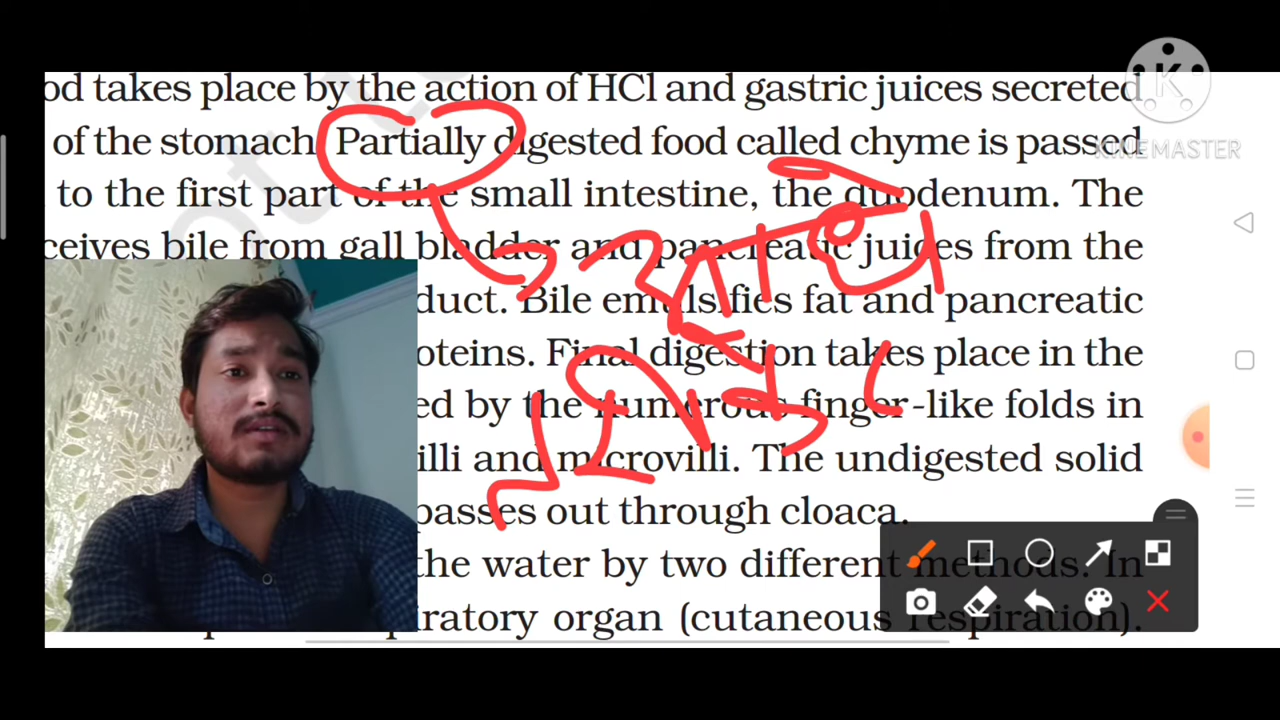 od takes place by the action of HCl and gastric juices secreted
of the stomach. Partially digested food called chyme is passed
to the first part of the small intestine, the duodenum. The
ceives bile from gall bladder and pancreatic juices from the
duct. Bile emulsifies fat and pancreatic
oteins. Final digestion takes place in the
ed by the numerous finger-like folds in
illi and microvilli. The undigested solid
passes out through cloaca.
the water by two different methods. In
piratory organ (cutaneous respiration).
KINEMASTER